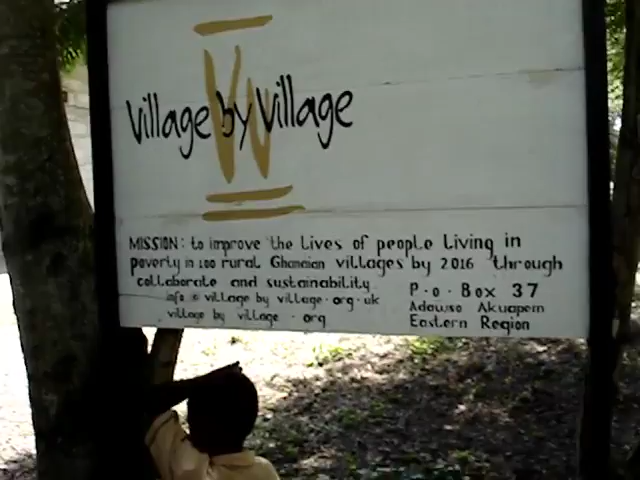 Village by Village
MISSION: to improve the lives of people living in
poverty in 100 rural Ghanaian villages by 2016 through
collaborate and sustainability
info @ village by village . org . uk
village by village . org
P . o . Box 37
Adawso Akuapem
Eastern Region